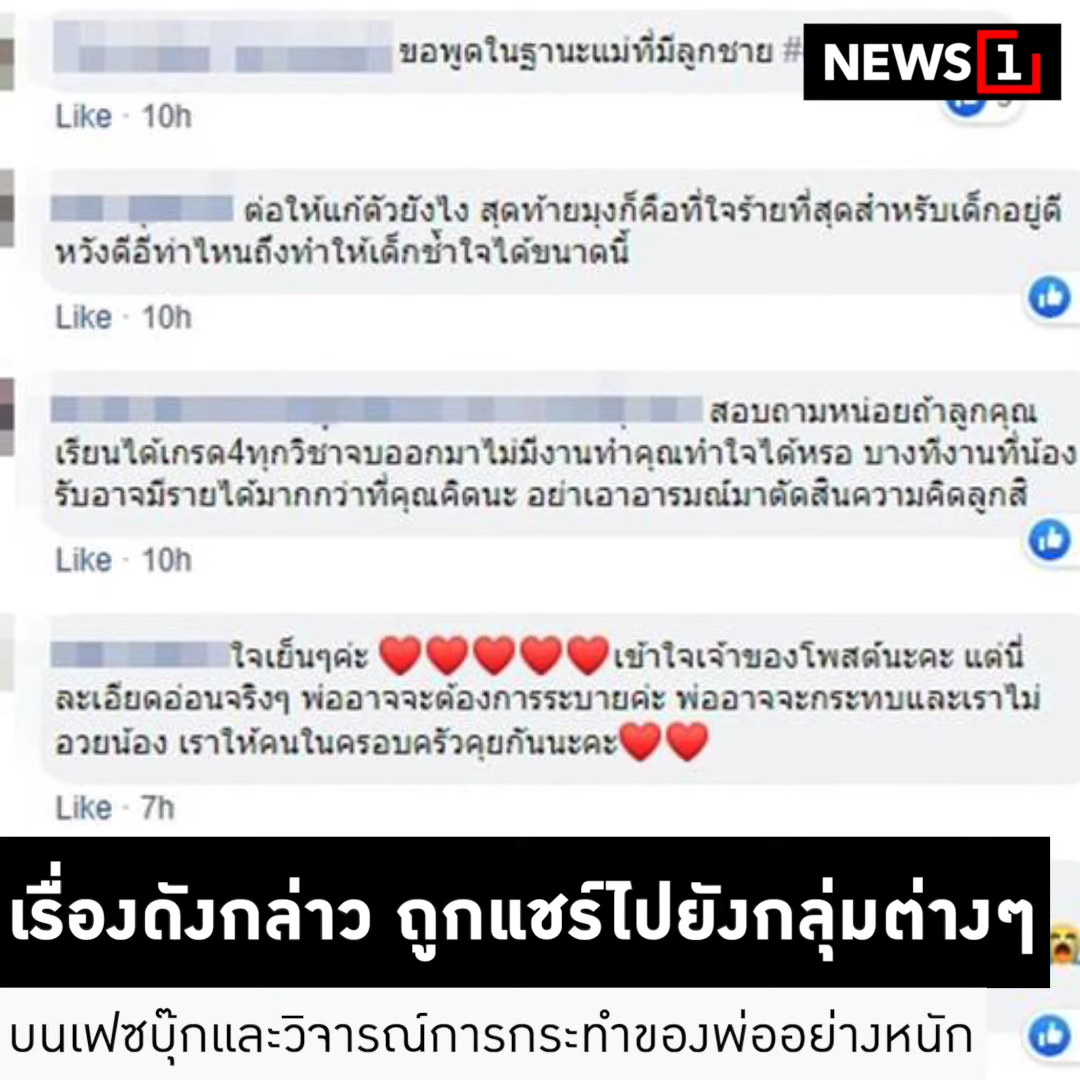 ขอพูดในฐานะแม่ที่มีลูกชาย #
NEWS 1
Like · 10h
ต่อให้แก้ตัวยังไง สุดท้ายมุงก็คือที่ใจร้ายที่สุดสำหรับเด็กอยู่ดี
หวังดีอีท่าไหนถึงทำให้เด็กช้ำใจได้ขนาดนี้
Like · 10h
สอบถามหน่อยถ้าลูกคุณ
เรียนได้เกรด4ทุกวิชาจบออกมาไม่มีงานทำคุณทำใจได้หรอ บางทีงานที่น้อง
รับอาจมีรายได้มากกว่าที่คุณคิดนะ อย่าเอาอารมณ์มาตัดสินความคิดลูกสิ
Like · 10h
ใจเย็นๆค่ะ ❤️❤️❤️❤️❤️เข้าใจเจ้าของโพสต์นะคะ แต่นี่
ละเอียดอ่อนจริงๆ พ่ออาจจะต้องการระบายค่ะ พ่ออาจจะกระทบและเราไม่
อวยน้อง เราให้คนในครอบครัวคุยกันนะคะ❤️❤️
Like · 7h
เรื่องดังกล่าว ถูกแชร์ไปยังกลุ่มต่างๆ
บนเฟซบุ๊กและวิจารณ์การกระทำของพ่ออย่างหนัก